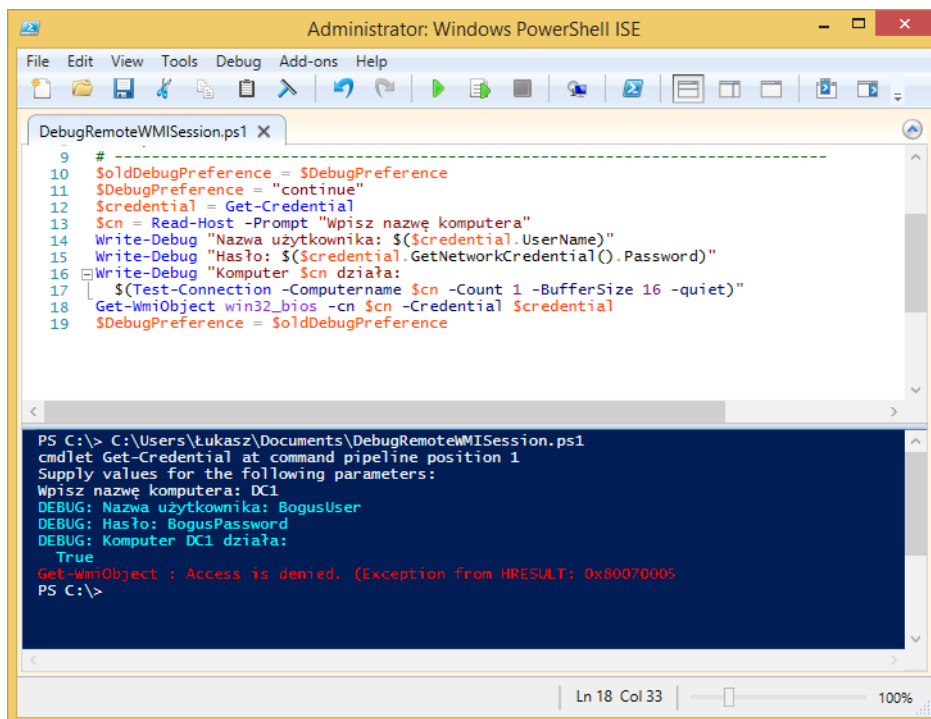 Administrator: Windows PowerShell ISE
File Edit View Tools Debug Add-ons Help
DebugRemoteWMISession.ps1
9 # -----------------------------------------------------------------------------
10 $oldDebugPreference = $DebugPreference
11 $DebugPreference = "continue"
12 $credential = Get-Credential
13 $cn = Read-Host -Prompt "Wpisz nazwę komputera"
14 Write-Debug "Nazwa użytkownika: $($credential.UserName)"
15 Write-Debug "Hasło: $($credential.GetNetworkCredential().Password)"
16 Write-Debug "Komputer $cn działa:
17 $(Test-Connection -Computername $cn -Count 1 -BufferSize 16 -quiet)"
18 Get-WmiObject win32_bios -cn $cn -Credential $credential
19 $DebugPreference = $oldDebugPreference
PS C:\> C:\Users\Łukasz\Documents\DebugRemoteWMISession.ps1
cmdlet Get-Credential at command pipeline position 1
Supply values for the following parameters:
Wpisz nazwę komputera: DC1
DEBUG: Nazwa użytkownika: BogusUser
DEBUG: Hasło: BogusPassword
DEBUG: Komputer DC1 działa:
True
Get-WmiObject : Access is denied. (Exception from HRESULT: 0x80070005
PS C:\>
Ln 18 Col 33 100%